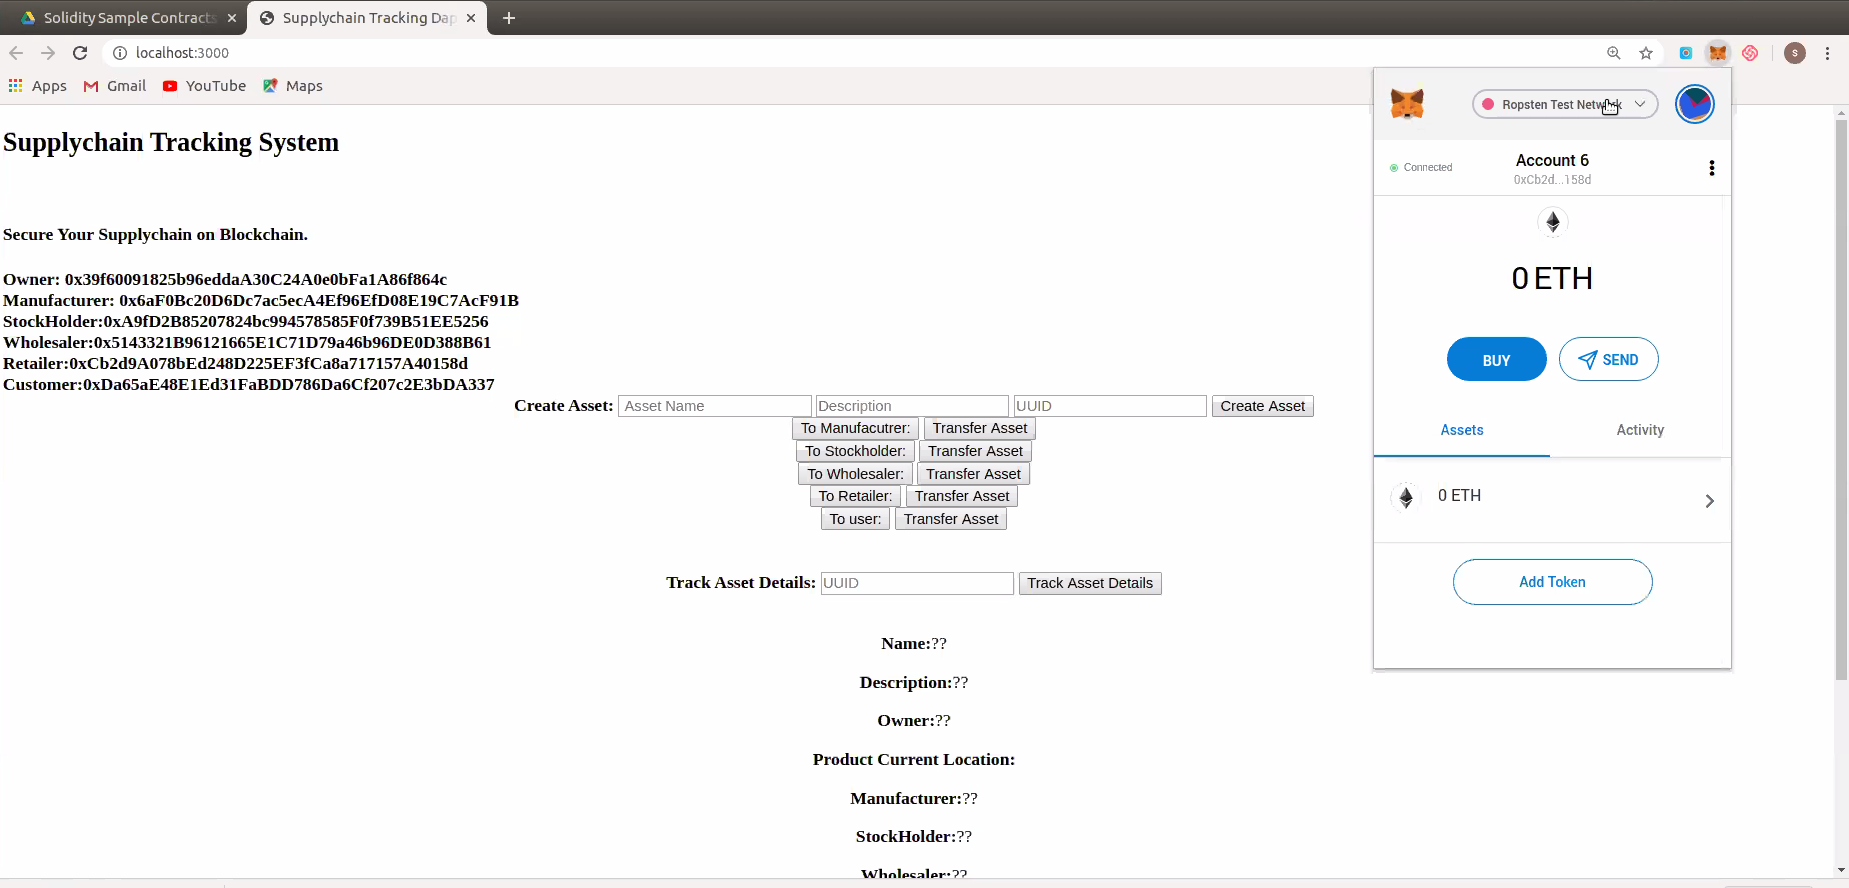 Solidity Sample Contracts
Supplychain Tracking Dap
localhost:3000
S
Apps
Gmail
YouTube
Maps
Supplychain Tracking System
Secure Your Supplychain on Blockchain.
Owner: 0x39f60091825b96eddaA30C24A0e0bFa1A86f864c
Manufacturer: 0x6aF0Bc20D6Dc7ac5ecA4Ef96EfD08E19C7AcF91B
StockHolder:0xA9fD2B85207824bc994578585F0f739B51EE5256
Wholesaler:0x5143321B96121665E1C71D79a46b96DE0D388B61
Retailer:0xCb2d9A078bEd248D225EF3fCa8a717157A40158d
Customer:0xDa65aE48E1Ed31FaBDD786Da6Cf207c2E3bDA337
Create Asset: Asset Name Description UUID Create Asset
To Manufacutrer: Transfer Asset
To Stockholder: Transfer Asset
To Wholesaler: Transfer Asset
To Retailer: Transfer Asset
To user: Transfer Asset
Track Asset Details: UUID Track Asset Details
Name:??
Description:??
Owner:??
Product Current Location:
Manufacturer:??
StockHolder:??
Wholesaler:??
Ropsten Test Network
Connected
Account 6
0xCb2d...158d
0 ETH
BUY
SEND
Assets
Activity
0 ETH
Add Token